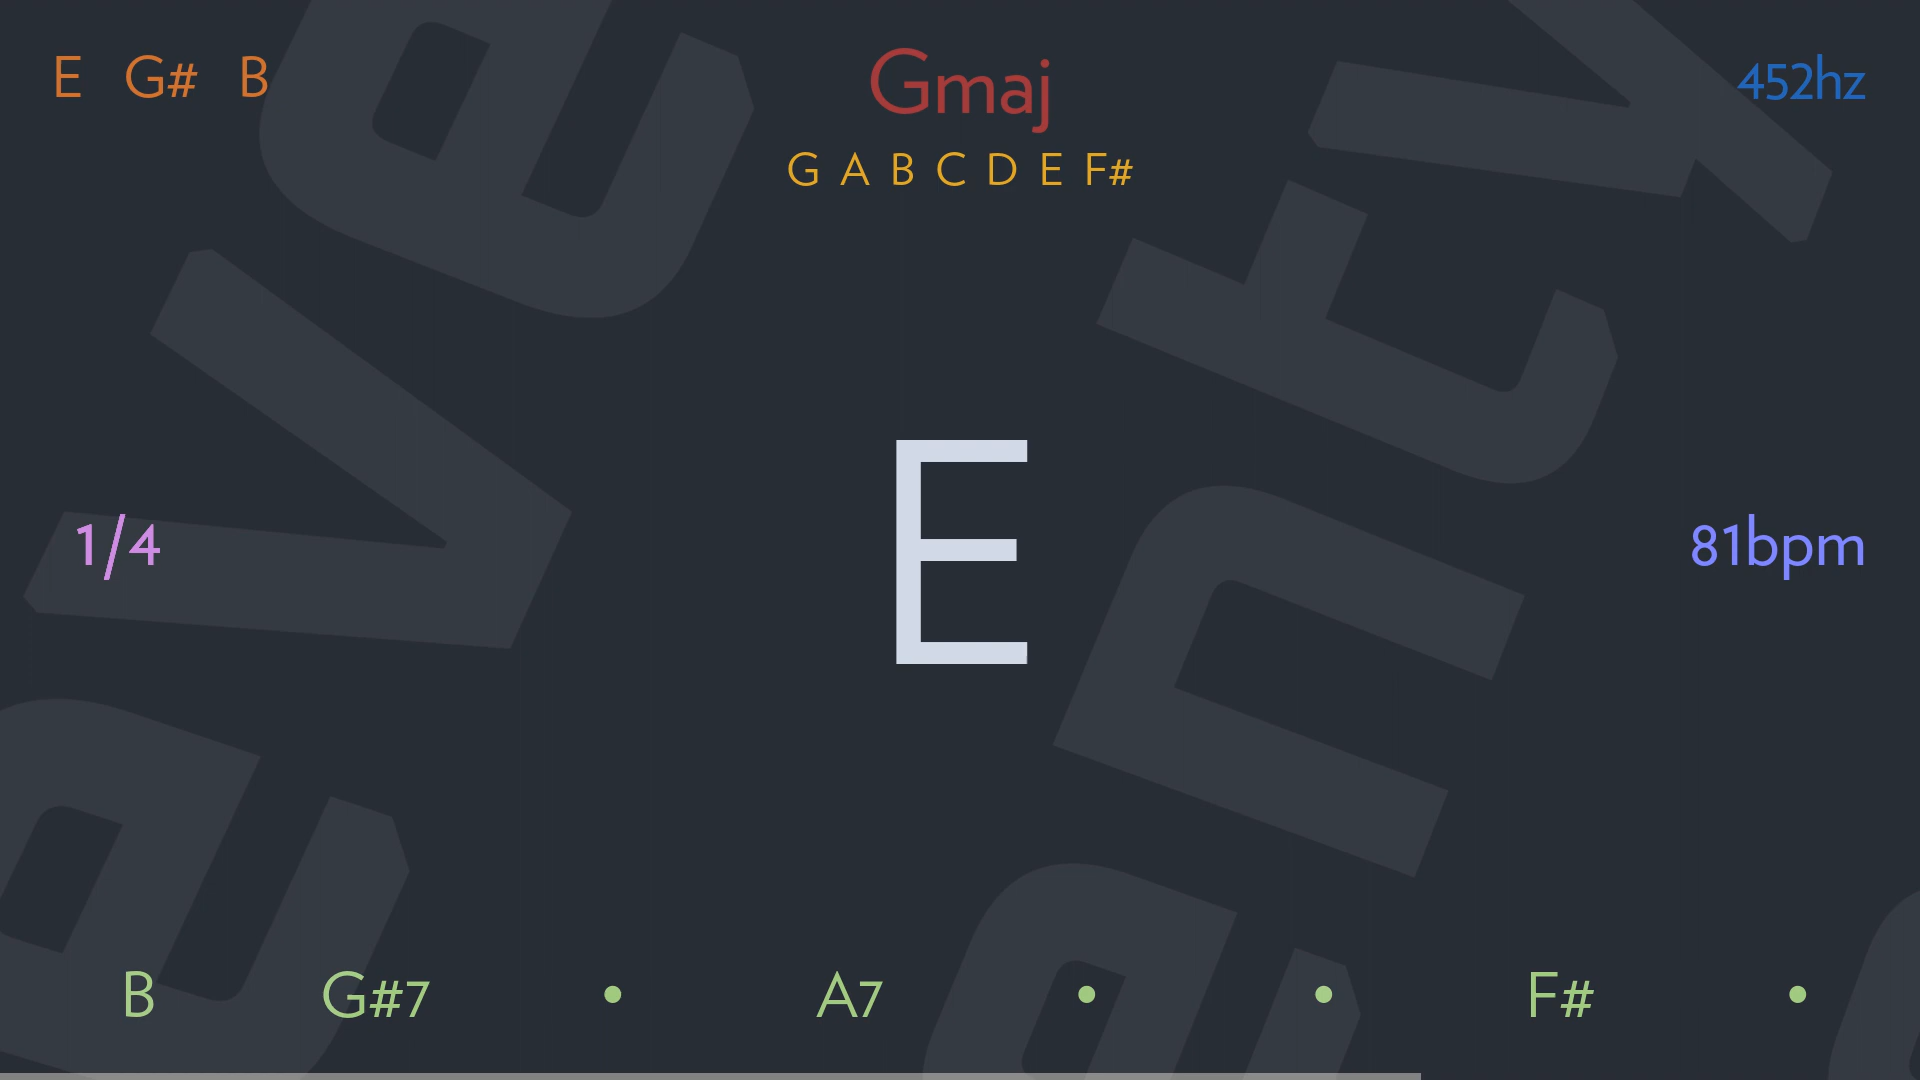 E G# B
Gmaj
452hz
G A B C D E F#
1/4
E
81bpm
B G#7 • A7 • • F# •